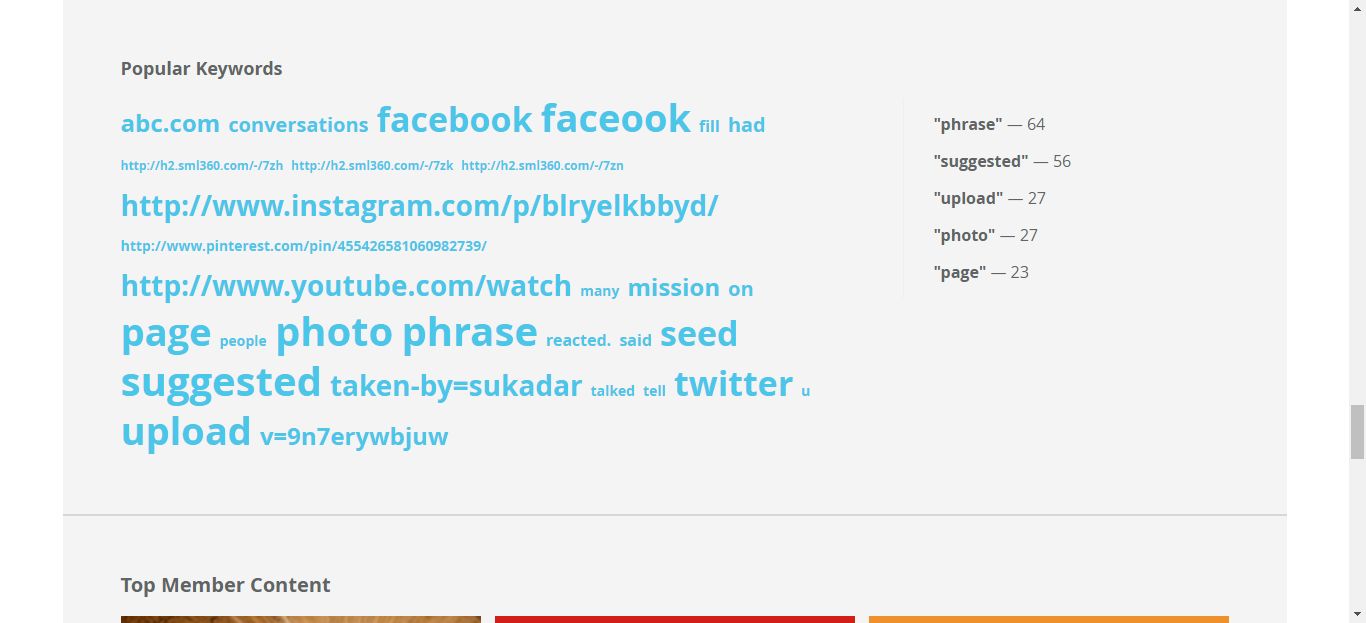 Popular Keywords
abc.com conversations facebook faceook fill had
http://h2.sml360.com/-/7zh http://h2.sml360.com/-/7zk http://h2.sml360.com/-/7zn
http://www.instagram.com/p/blryelkbbyd/
http://www.pinterest.com/pin/455426581060982739/
http://www.youtube.com/watch many mission on
page people photo phrase reacted. said seed
suggested taken-by=sukadar talked tell twitter u
upload v=9n7erywbjuw
"phrase" — 64
"suggested" — 56
"upload" — 27
"photo" — 27
"page" — 23
Top Member Content